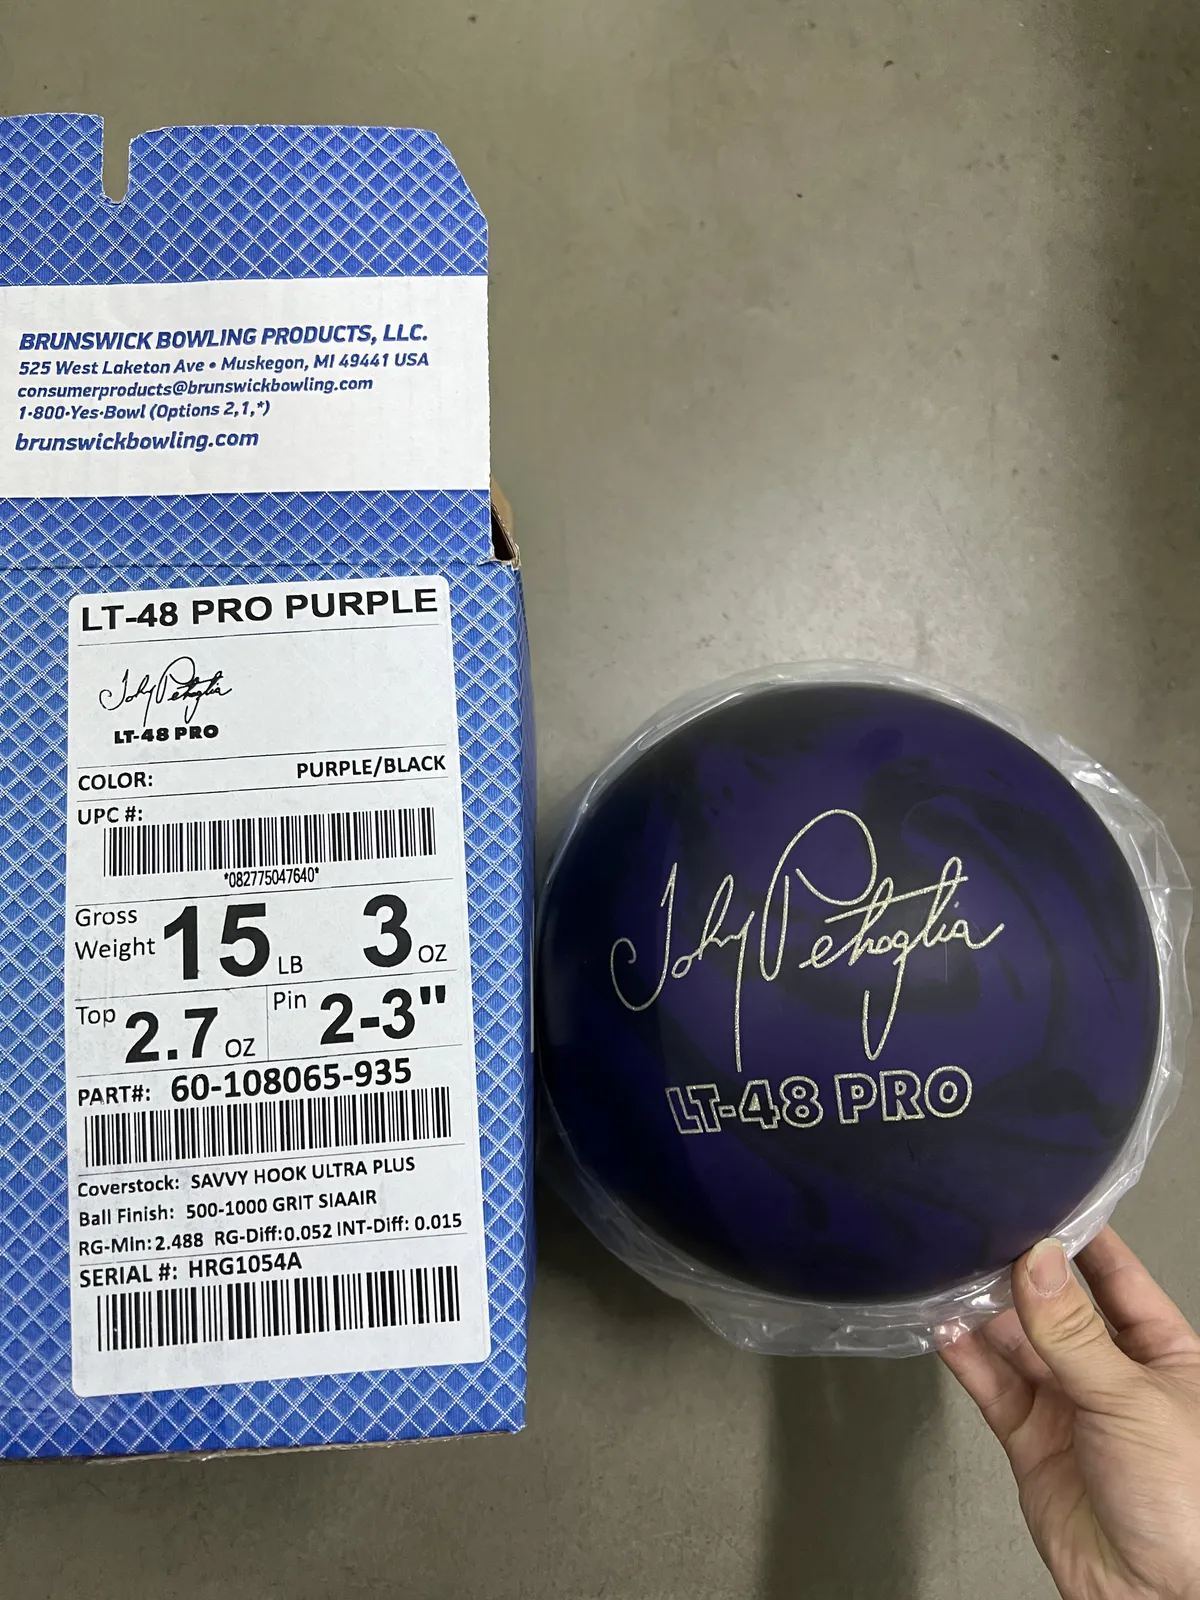 BRUNSWICK BOWLING PRODUCTS, LLC.
525 West Laketon Ave • Muskegon, MI 49441 USA
consumerproducts@brunswickbowling.com
1-800-Yes-Bowl (Options 2,1,*)
brunswickbowling.com
LT-48 PRO PURPLE
Johnny Petraglia
LT-48 PRO
COLOR: PURPLE/BLACK
UPC #:
*082775047640*
Gross Weight 15 LB 3 OZ
Top 2.7 OZ Pin 2-3"
PART#: 60-108065-935
Coverstock: SAVVY HOOK ULTRA PLUS
Ball Finish: 500-1000 GRIT SIAAIR
RG-Min: 2.488 RG-Diff: 0.052 INT-Diff: 0.015
SERIAL #: HRG1054A
Johnny Petraglia
LT-48 PRO